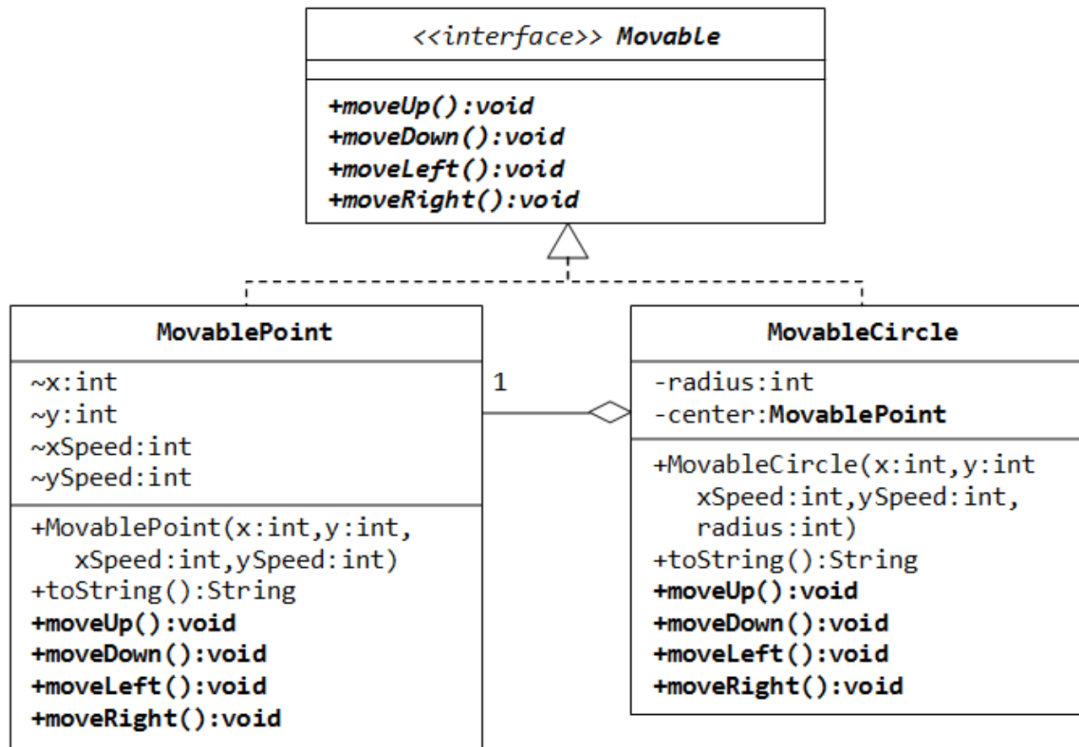 <<interface>> Movable
+moveUp():void
+moveDown():void
+moveLeft():void
+moveRight():void
MovablePoint
~x:int
~y:int
~xSpeed:int
~ySpeed:int
+MovablePoint(x:int,y:int,
xSpeed:int,ySpeed:int)
+toString():String
+moveUp():void
+moveDown():void
+moveLeft():void
+moveRight():void
1
MovableCircle
-radius:int
-center:MovablePoint
+MovableCircle(x:int,y:int
xSpeed:int,ySpeed:int,
radius:int)
+toString():String
+moveUp():void
+moveDown():void
+moveLeft():void
+moveRight():void